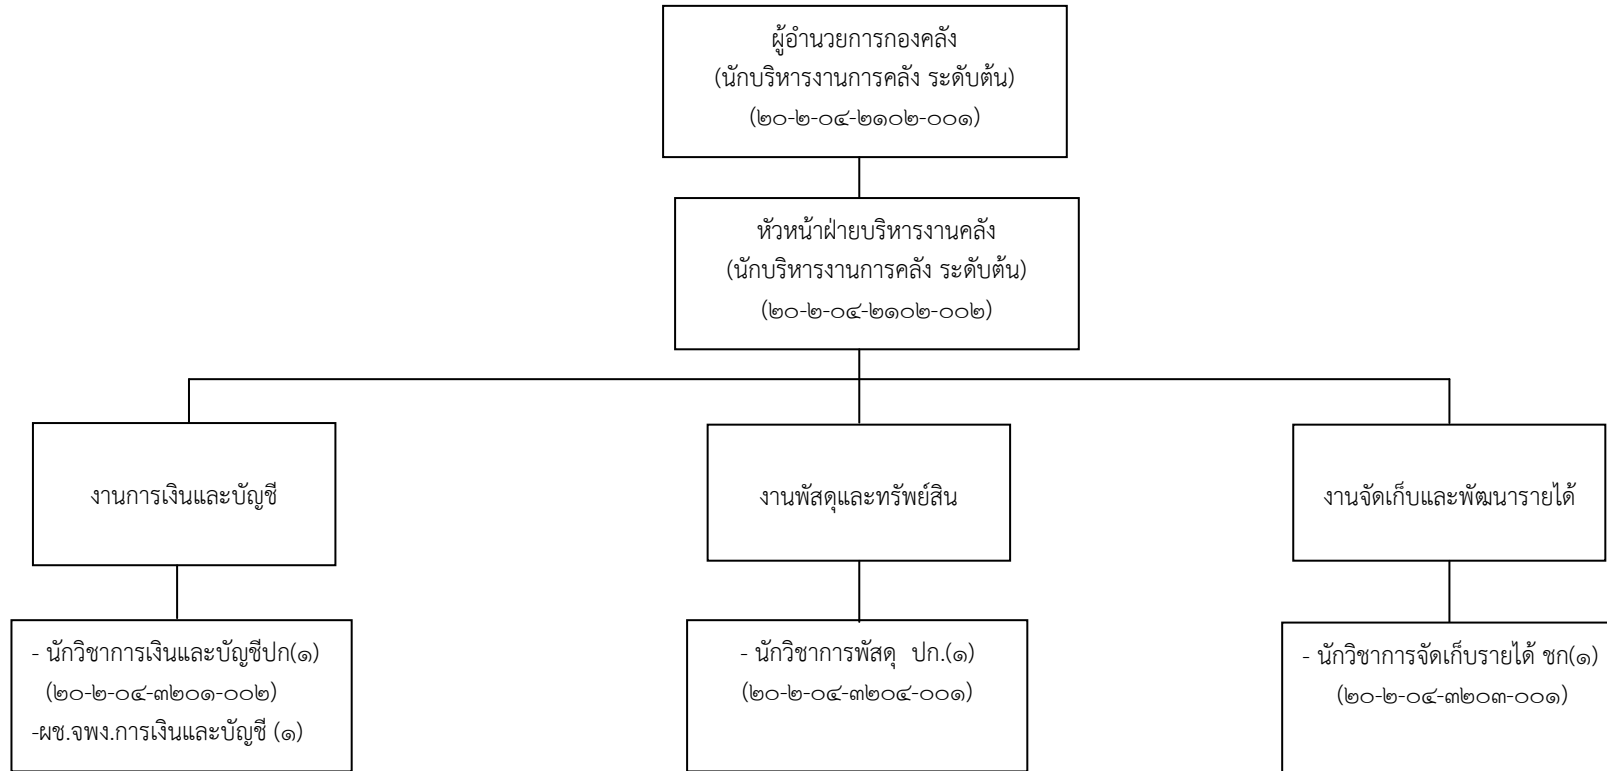 ผู้อำนวยการกองคลัง
(นักบริหารงานการคลัง ระดับต้น)
(๒๐-๒-๐๔-๒๑๐๒-๐๐๑)
หัวหน้าฝ่ายบริหารงานคลัง
(นักบริหารงานการคลัง ระดับต้น)
(๒๐-๒-๐๔-๒๑๐๒-๐๐๒)
งานการเงินและบัญชี
งานพัสดุและทรัพย์สิน
งานจัดเก็บและพัฒนารายได้
- นักวิชาการเงินและบัญชีปก(๑)
(๒๐-๒-๐๔-๓๒๐๑-๐๐๒)
-ผช.จพง.การเงินและบัญชี (๑)
- นักวิชาการพัสดุ ปก.(๑)
(๒๐-๒-๐๔-๓๒๐๔-๐๐๑)
- นักวิชาการจัดเก็บรายได้ ชก(๑)
(๒๐-๒-๐๔-๓๒๐๓-๐๐๑)